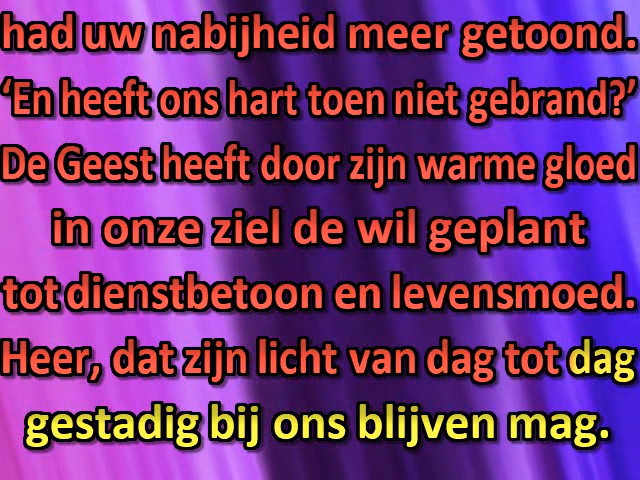 had uw nabijheid meer getoond.
‘En heeft ons hart toen niet gebrand?’
De Geest heeft door zijn warme gloed
in onze ziel de wil geplant
tot dienstbetoon en levensmoed.
Heer, dat zijn licht van dag tot dag
gestadig bij ons blijven mag.